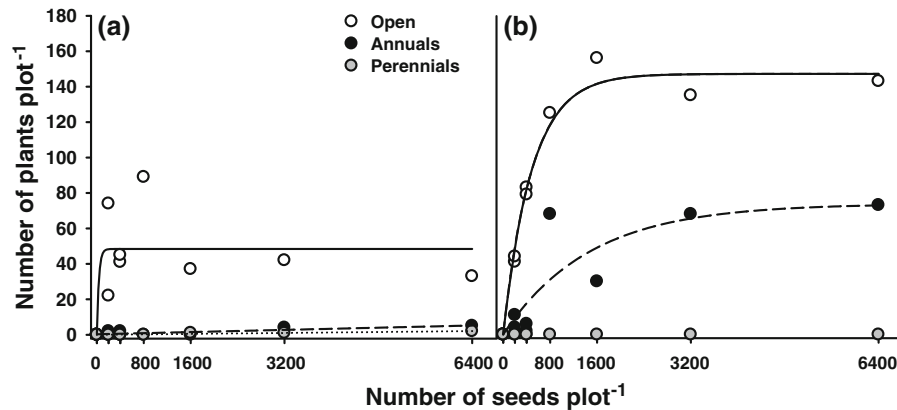 (a)
(b)
Open
Annuals
Perennials
180
160
140
120
100
80
60
40
20
0
Number of plants plot-1
0 800 1600 3200 6400
0 800 1600 3200 6400
Number of seeds plot-1